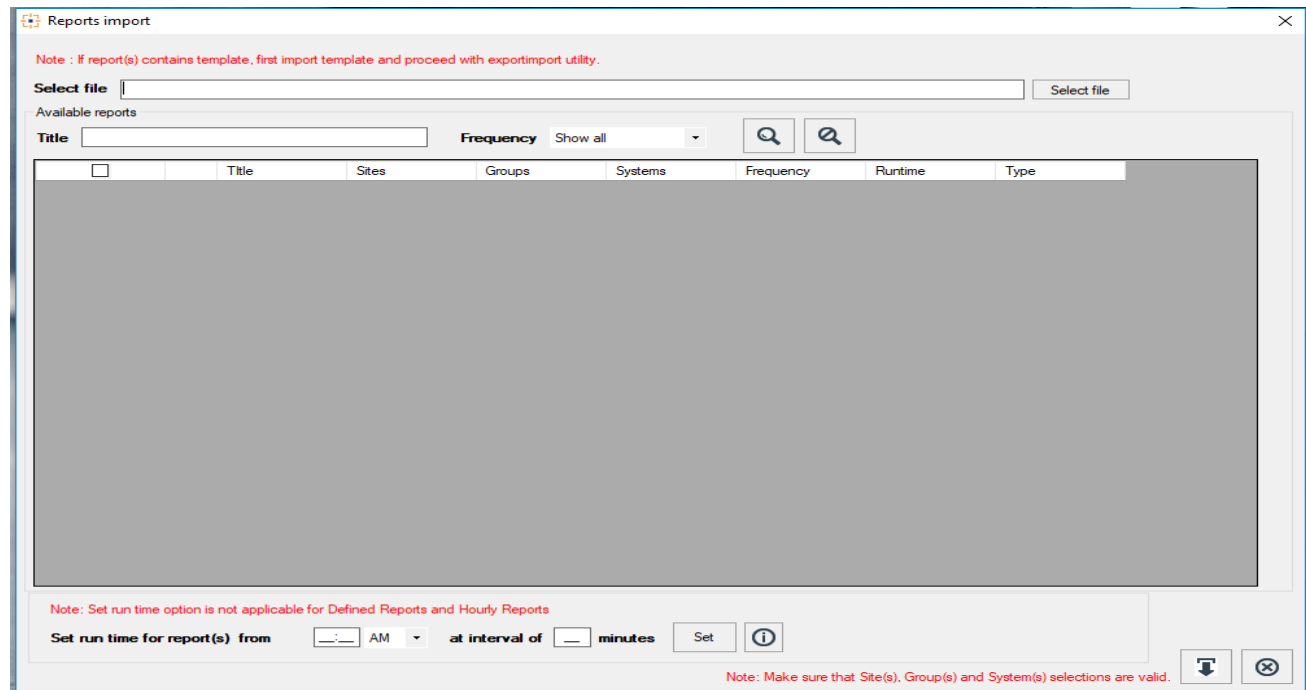 Reports import
Note : If report(s) contains template, first import template and proceed with exportimport utility.
Select file Select file
Available reports
Title Frequency Show all
TItle Sites Groups Systems Frequency Runtime Type
Note: Set run time option is not applicable for Defined Reports and Hourly Reports
Set run time for report(s) from __:__ AM at interval of __ minutes Set
Note: Make sure that Site(s), Group(s) and System(s) selections are valid.